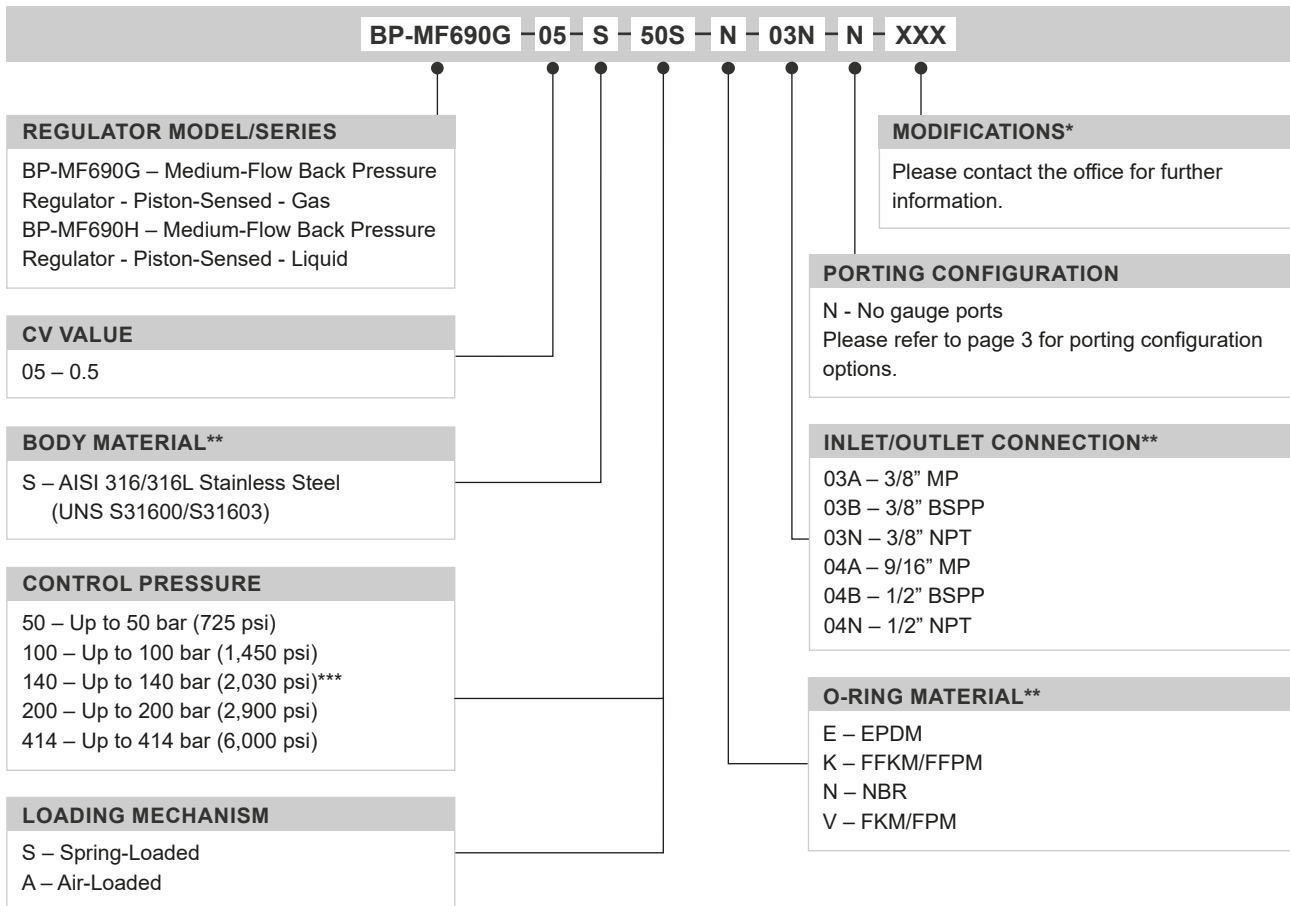 BP-MF690G 05 S 50S N 03N N XXX
REGULATOR MODEL/SERIES
BP-MF690G – Medium-Flow Back Pressure
Regulator - Piston-Sensed - Gas
BP-MF690H – Medium-Flow Back Pressure
Regulator - Piston-Sensed - Liquid
CV VALUE
05 – 0.5
BODY MATERIAL**
S – AISI 316/316L Stainless Steel
(UNS S31600/S31603)
CONTROL PRESSURE
50 – Up to 50 bar (725 psi)
100 – Up to 100 bar (1,450 psi)
140 – Up to 140 bar (2,030 psi)***
200 – Up to 200 bar (2,900 psi)
414 – Up to 414 bar (6,000 psi)
LOADING MECHANISM
S – Spring-Loaded
A – Air-Loaded
MODIFICATIONS*
Please contact the office for further
information.
PORTING CONFIGURATION
N - No gauge ports
Please refer to page 3 for porting configuration
options.
INLET/OUTLET CONNECTION**
03A – 3/8” MP
03B – 3/8” BSPP
03N – 3/8” NPT
04A – 9/16” MP
04B – 1/2” BSPP
04N – 1/2” NPT
O-RING MATERIAL**
E – EPDM
K – FFKM/FFPM
N – NBR
V – FKM/FPM